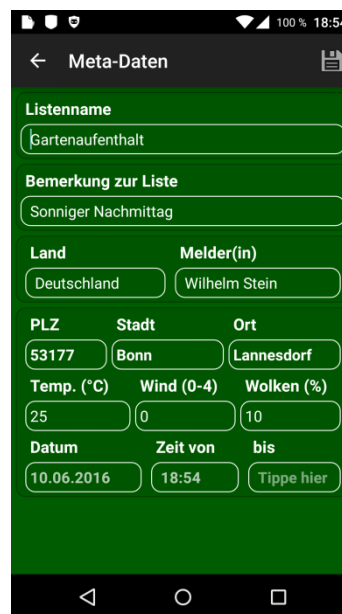 100 % 18:54
Meta-Daten
Listenname
Gartenaufenthalt
Bemerkung zur Liste
Sonniger Nachmittag
Land Melder(in)
Deutschland Wilhelm Stein
PLZ Stadt Ort
53177 Bonn Lannesdorf
Temp. (°C) Wind (0-4) Wolken (%)
25 0 10
Datum Zeit von bis
10.06.2016 18:54 Tippe hier